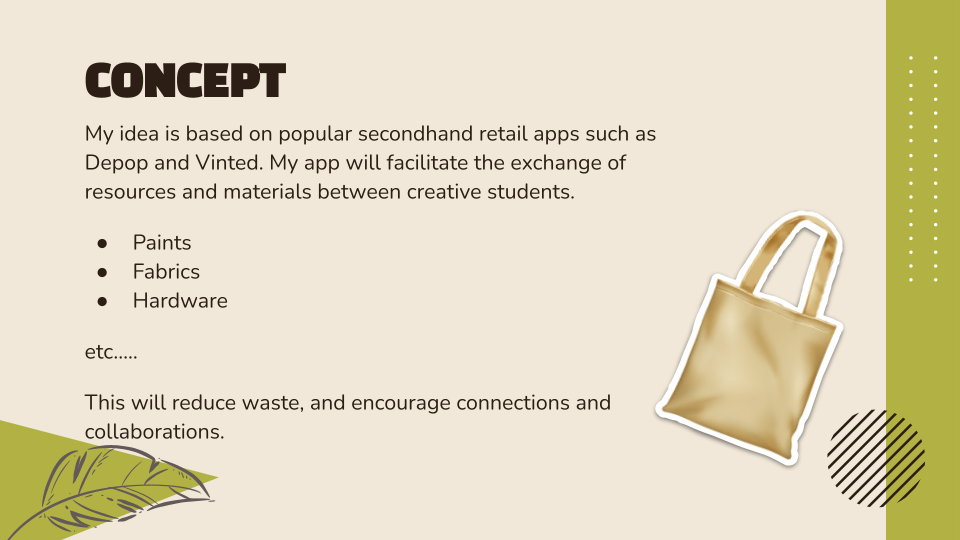 CONCEPT
My idea is based on popular secondhand retail apps such as
Depop and Vinted. My app will facilitate the exchange of
resources and materials between creative students.
● Paints
● Fabrics
● Hardware
etc.....
This will reduce waste, and encourage connections and
collaborations.